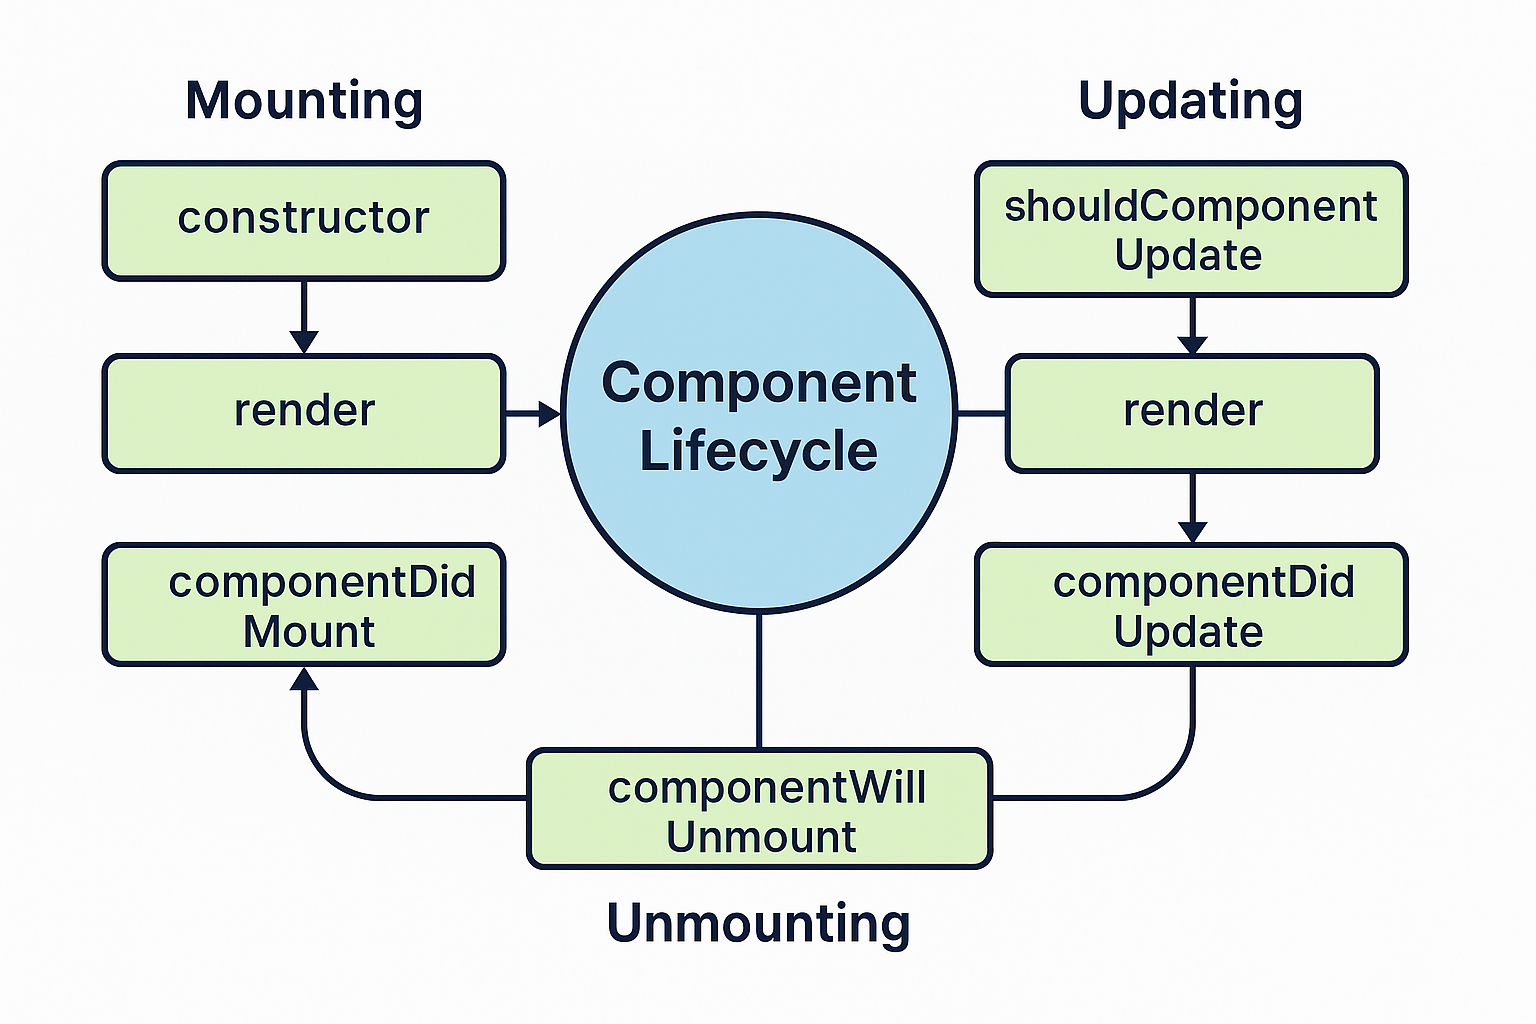 Mounting
constructor
render
componentDid
Mount
Component
Lifecycle
Updating
shouldComponent
Update
render
componentDid
Update
componentWill
Unmount
Unmounting